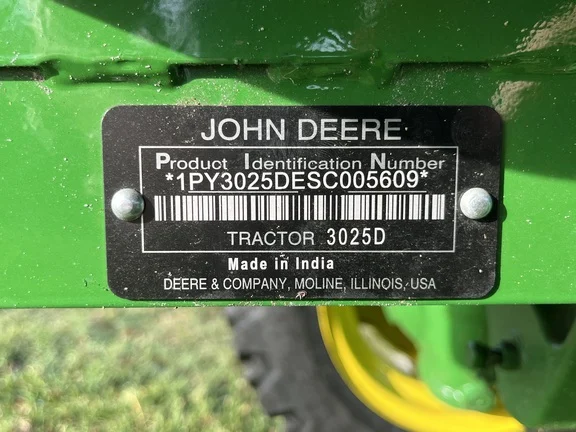 JOHN DEERE
Product Identification Number
*1PY3025DESC005609*
TRACTOR 3025D
Made in India
DEERE & COMPANY, MOLINE, ILLINOIS, USA